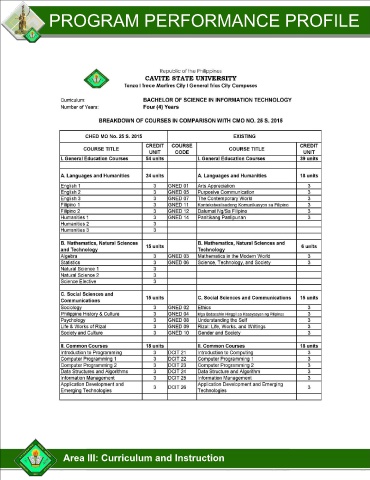 PROGRAM PERFORMANCE PROFILE
Republic of the Philippines
CAVITE STATE UNIVERSITY
Tanza I Trece Martires City I General Trias City Campuses
Curriculum: BACHELOR OF SCIENCE IN INFORMATION TECHNOLOGY
Number of Years: Four (4) Years
BREAKDOWN OF COURSES IN COMPARISON WITH CMO NO. 25 S. 2015
CHED MO No. 25 S. 2015 EXISTING
COURSE TITLE CREDIT UNIT COURSE CODE COURSE TITLE CREDIT UNIT
I. General Education Courses 54 units I. General Education Courses 39 units
A. Languages and Humanities 24 units A. Languages and Humanities 18 units
English 1 3 GNED 01 Arts Appreciation 3
English 2 3 GNED 05 Purposive Communication 3
English 3 3 GNED 07 The Contemporary World 3
Filipino 1 3 GNED 11 Kontekstwalisadong Komunikasyon sa Filipino 3
Filipino 2 3 GNED 12 Dalumat Ng/Sa Filipino 3
Humanities 1 3 GNED 14 Panitikang Panlipunan 3
Humanities 2 3
Humanities 3 3
B. Mathematics, Natural Sciences and Technology 15 units B. Mathematics, Natural Sciences and Technology 6 units
Algebra 3 GNED 03 Mathematics in the Modern World 3
Statistics 3 GNED 06 Science, Technology, and Society 3
Natural Science 1 3
Natural Science 2 3
Science Elective 3
C. Social Sciences and Communications 15 units C. Social Sciences and Communications 15 units
Sociology 3 GNED 02 Ethics 3
Philippine History & Culture 3 GNED 04 Mga Babasahin Hinggil sa Kasaysayan ng Pilipinas 3
Psychology 3 GNED 08 Understanding the Self 3
Life & Works of Rizal 3 GNED 09 Rizal: Life, Works, and Writings 3
Society and Culture 3 GNED 10 Gender and Society 3
II. Common Courses 18 units II. Common Courses 18 units
Introduction to Programming 3 DCIT 21 Introduction to Computing 3
Computer Programming 1 3 DCIT 22 Computer Programming 1 3
Computer Programming 2 3 DCIT 23 Computer Programming 2 3
Data Structures and Algorithms 3 DCIT 24 Data Structure and Algorithm 3
Information Management 3 DCIT 25 Information Management 3
Application Development and Emerging Technologies 3 DCIT 26 Application Development and Emerging Technologies 3
Area III: Curriculum and Instruction